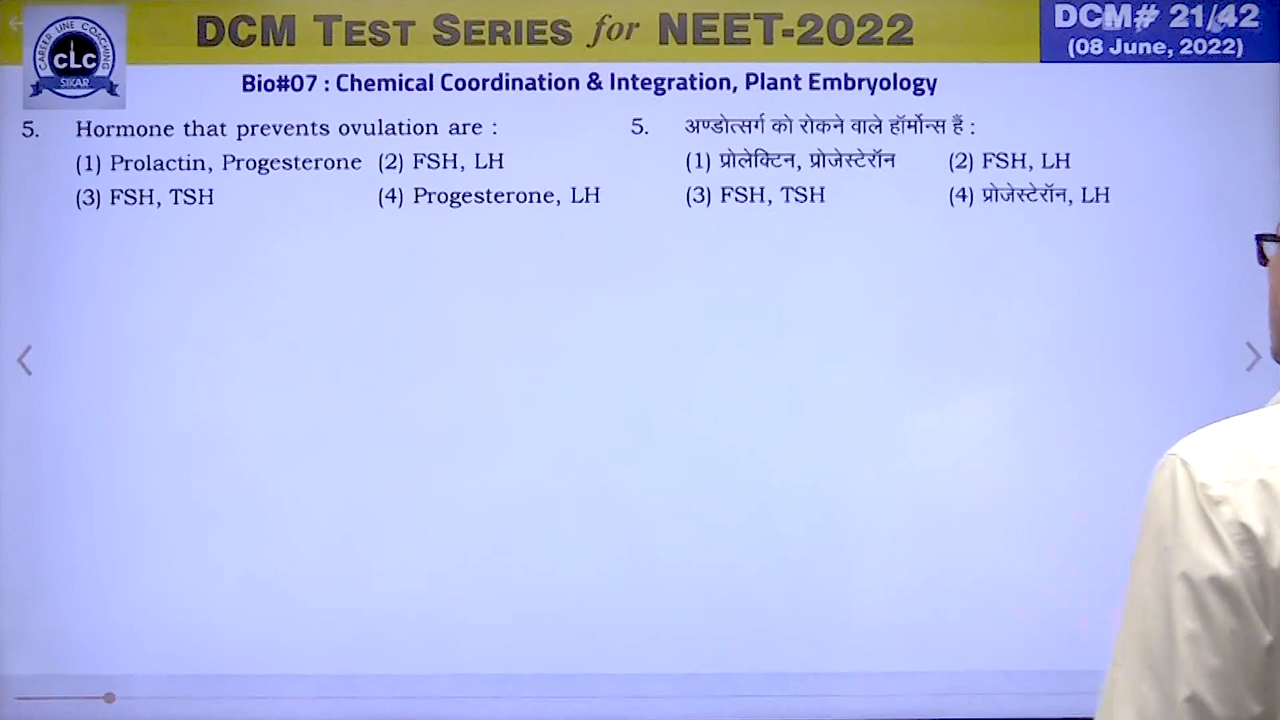 DCM TEST SERIES for NEET-2022
DCM# 21/42
(08 June, 2022)
CAREER LINE COACHING
CLC
SIKAR
Bio#07 : Chemical Coordination & Integration, Plant Embryology
5. Hormone that prevents ovulation are :
(1) Prolactin, Progesterone (2) FSH, LH
(3) FSH, TSH (4) Progesterone, LH
5. अण्डोत्सर्ग को रोकने वाले हॉर्मोन्स हैं :
(1) प्रोलेक्टिन, प्रोजेस्टेरॉन (2) FSH, LH
(3) FSH, TSH (4) प्रोजेस्टेरॉन, LH